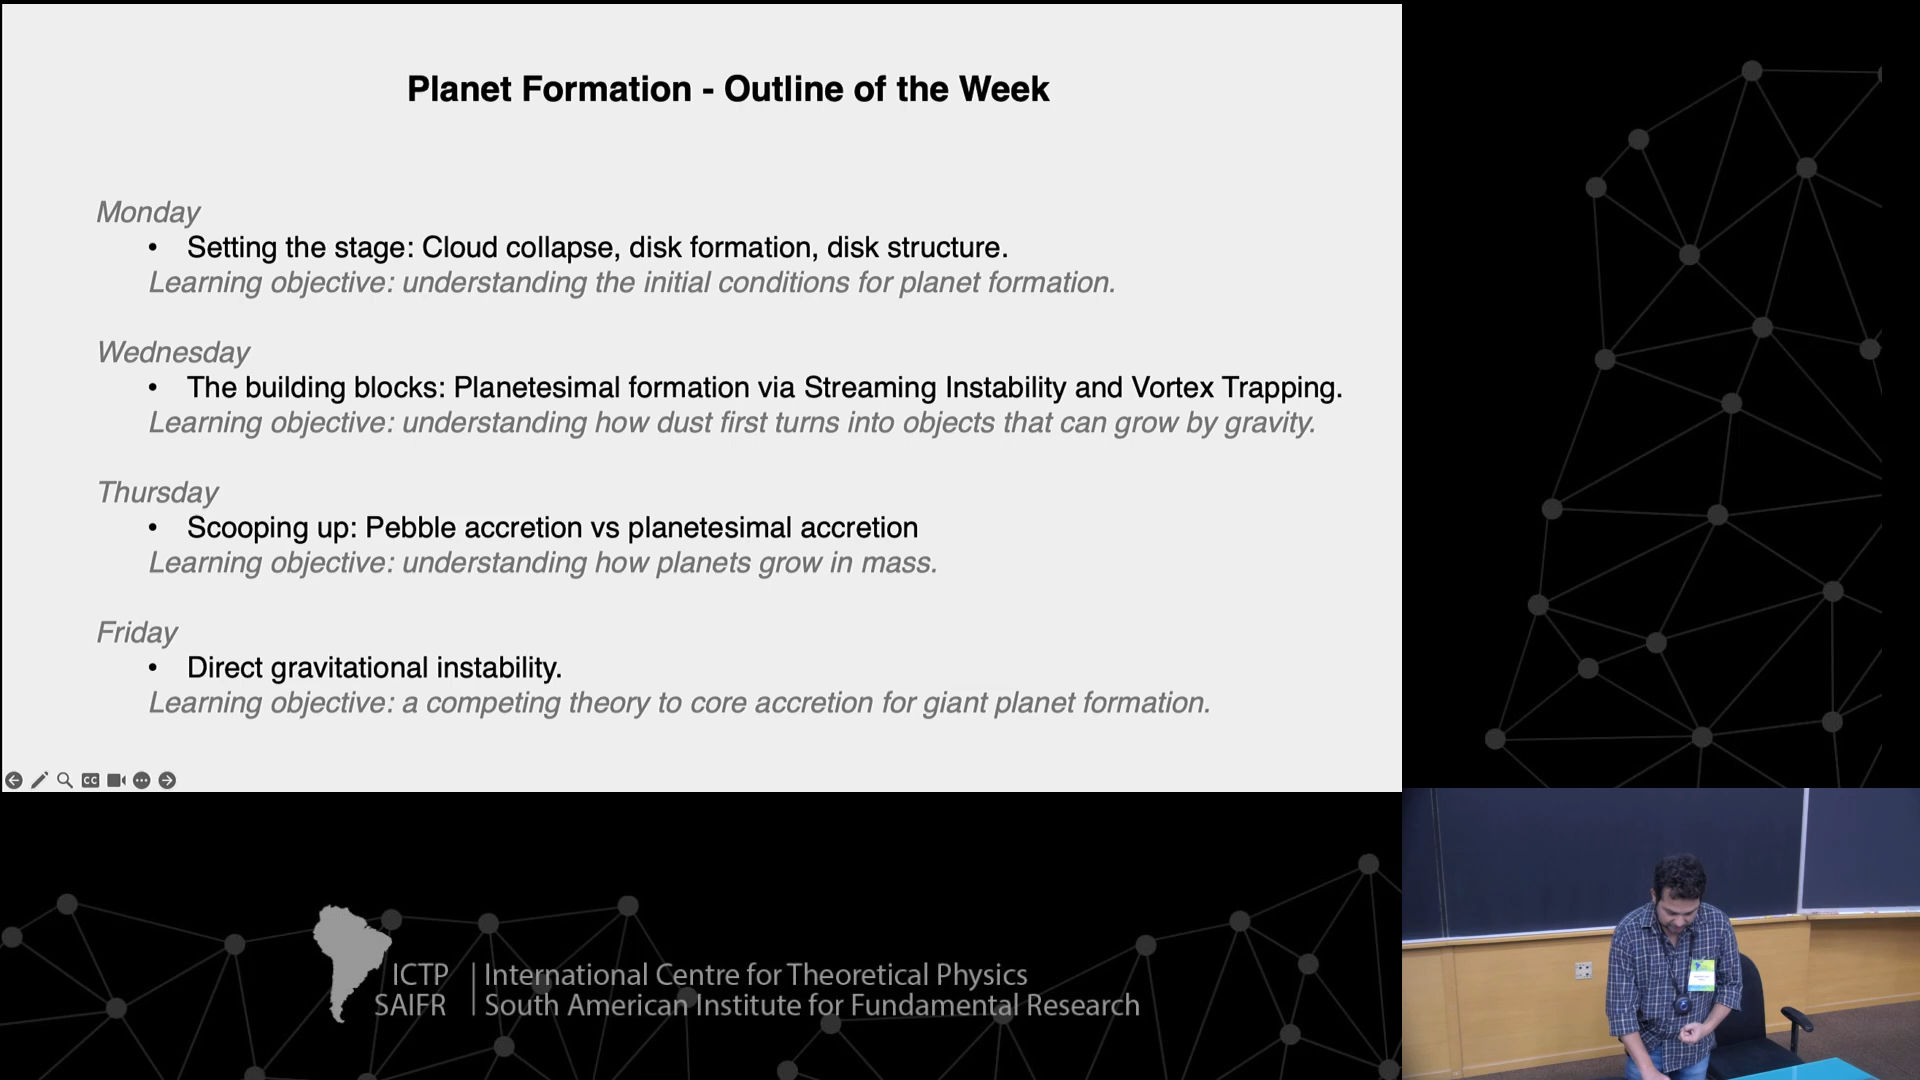 Planet Formation - Outline of the Week
Monday
• Setting the stage: Cloud collapse, disk formation, disk structure.
Learning objective: understanding the initial conditions for planet formation.
Wednesday
• The building blocks: Planetesimal formation via Streaming Instability and Vortex Trapping.
Learning objective: understanding how dust first turns into objects that can grow by gravity.
Thursday
• Scooping up: Pebble accretion vs planetesimal accretion
Learning objective: understanding how planets grow in mass.
Friday
• Direct gravitational instability.
Learning objective: a competing theory to core accretion for giant planet formation.
CC
ICTP | International Centre for Theoretical Physics
SAIFR | South American Institute for Fundamental Research